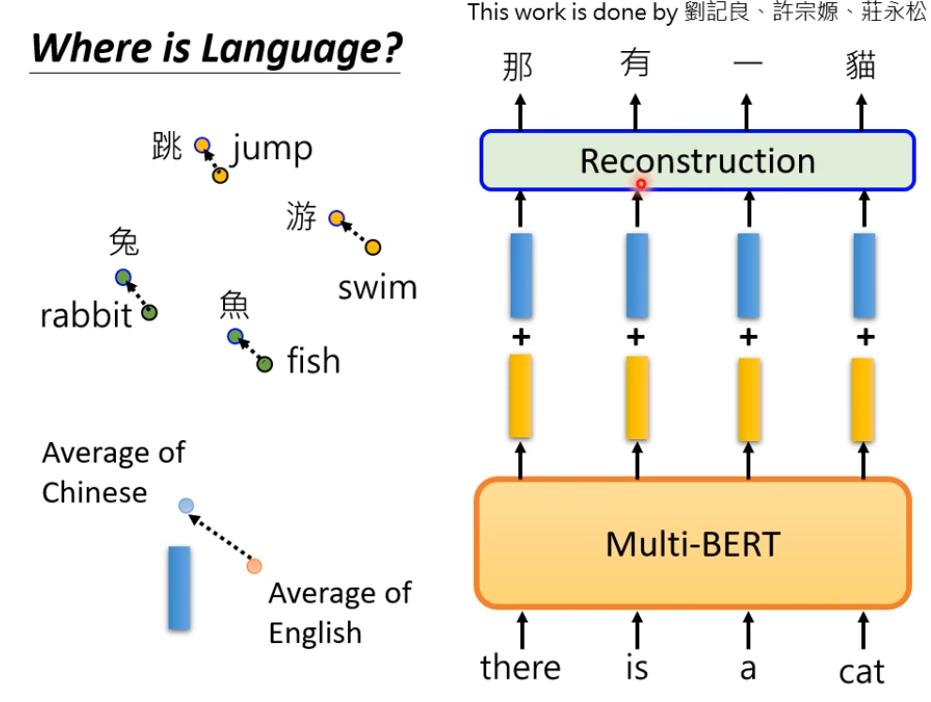 This work is done by 劉記良、許宗嫄、莊永松
Where is Language?
跳 jump
游
swim
兔
rabbit
魚
fish
Average of
Chinese
Average of
English
那 有 一 貓
Reconstruction
+ + + +
Multi-BERT
there is a cat